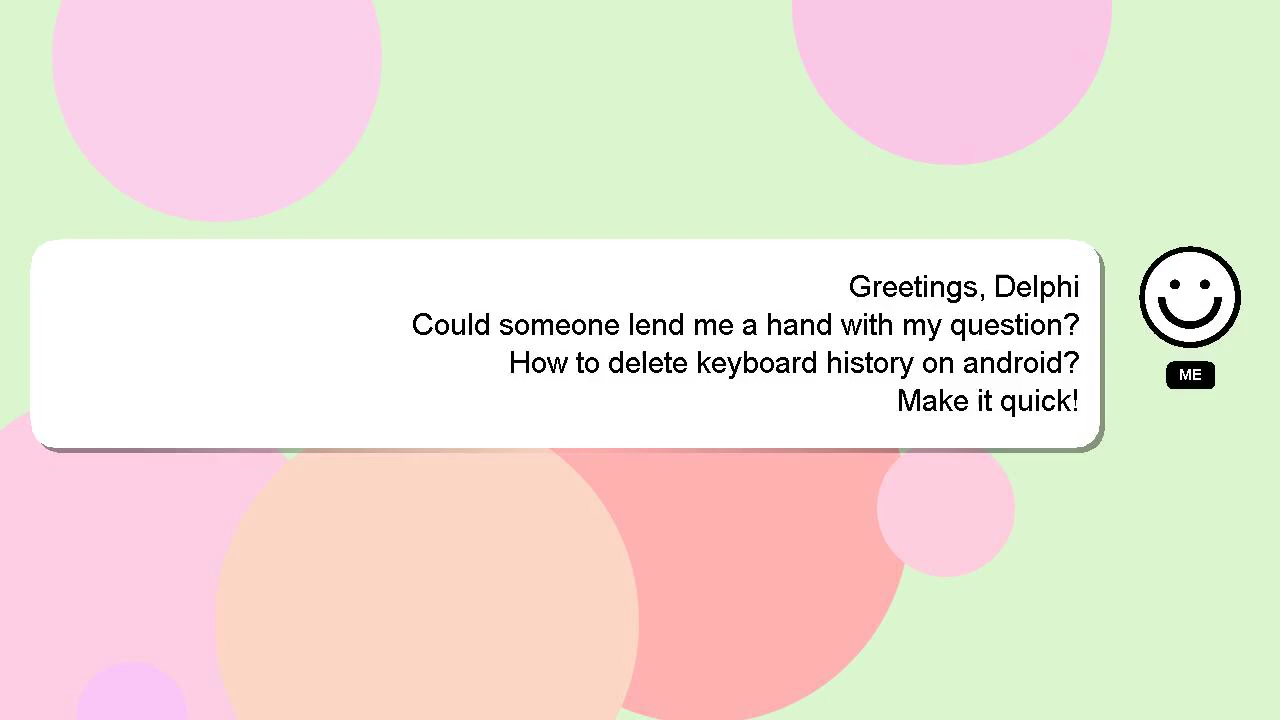 Greetings, Delphi
Could someone lend me a hand with my question?
How to delete keyboard history on android?
Make it quick!
ME